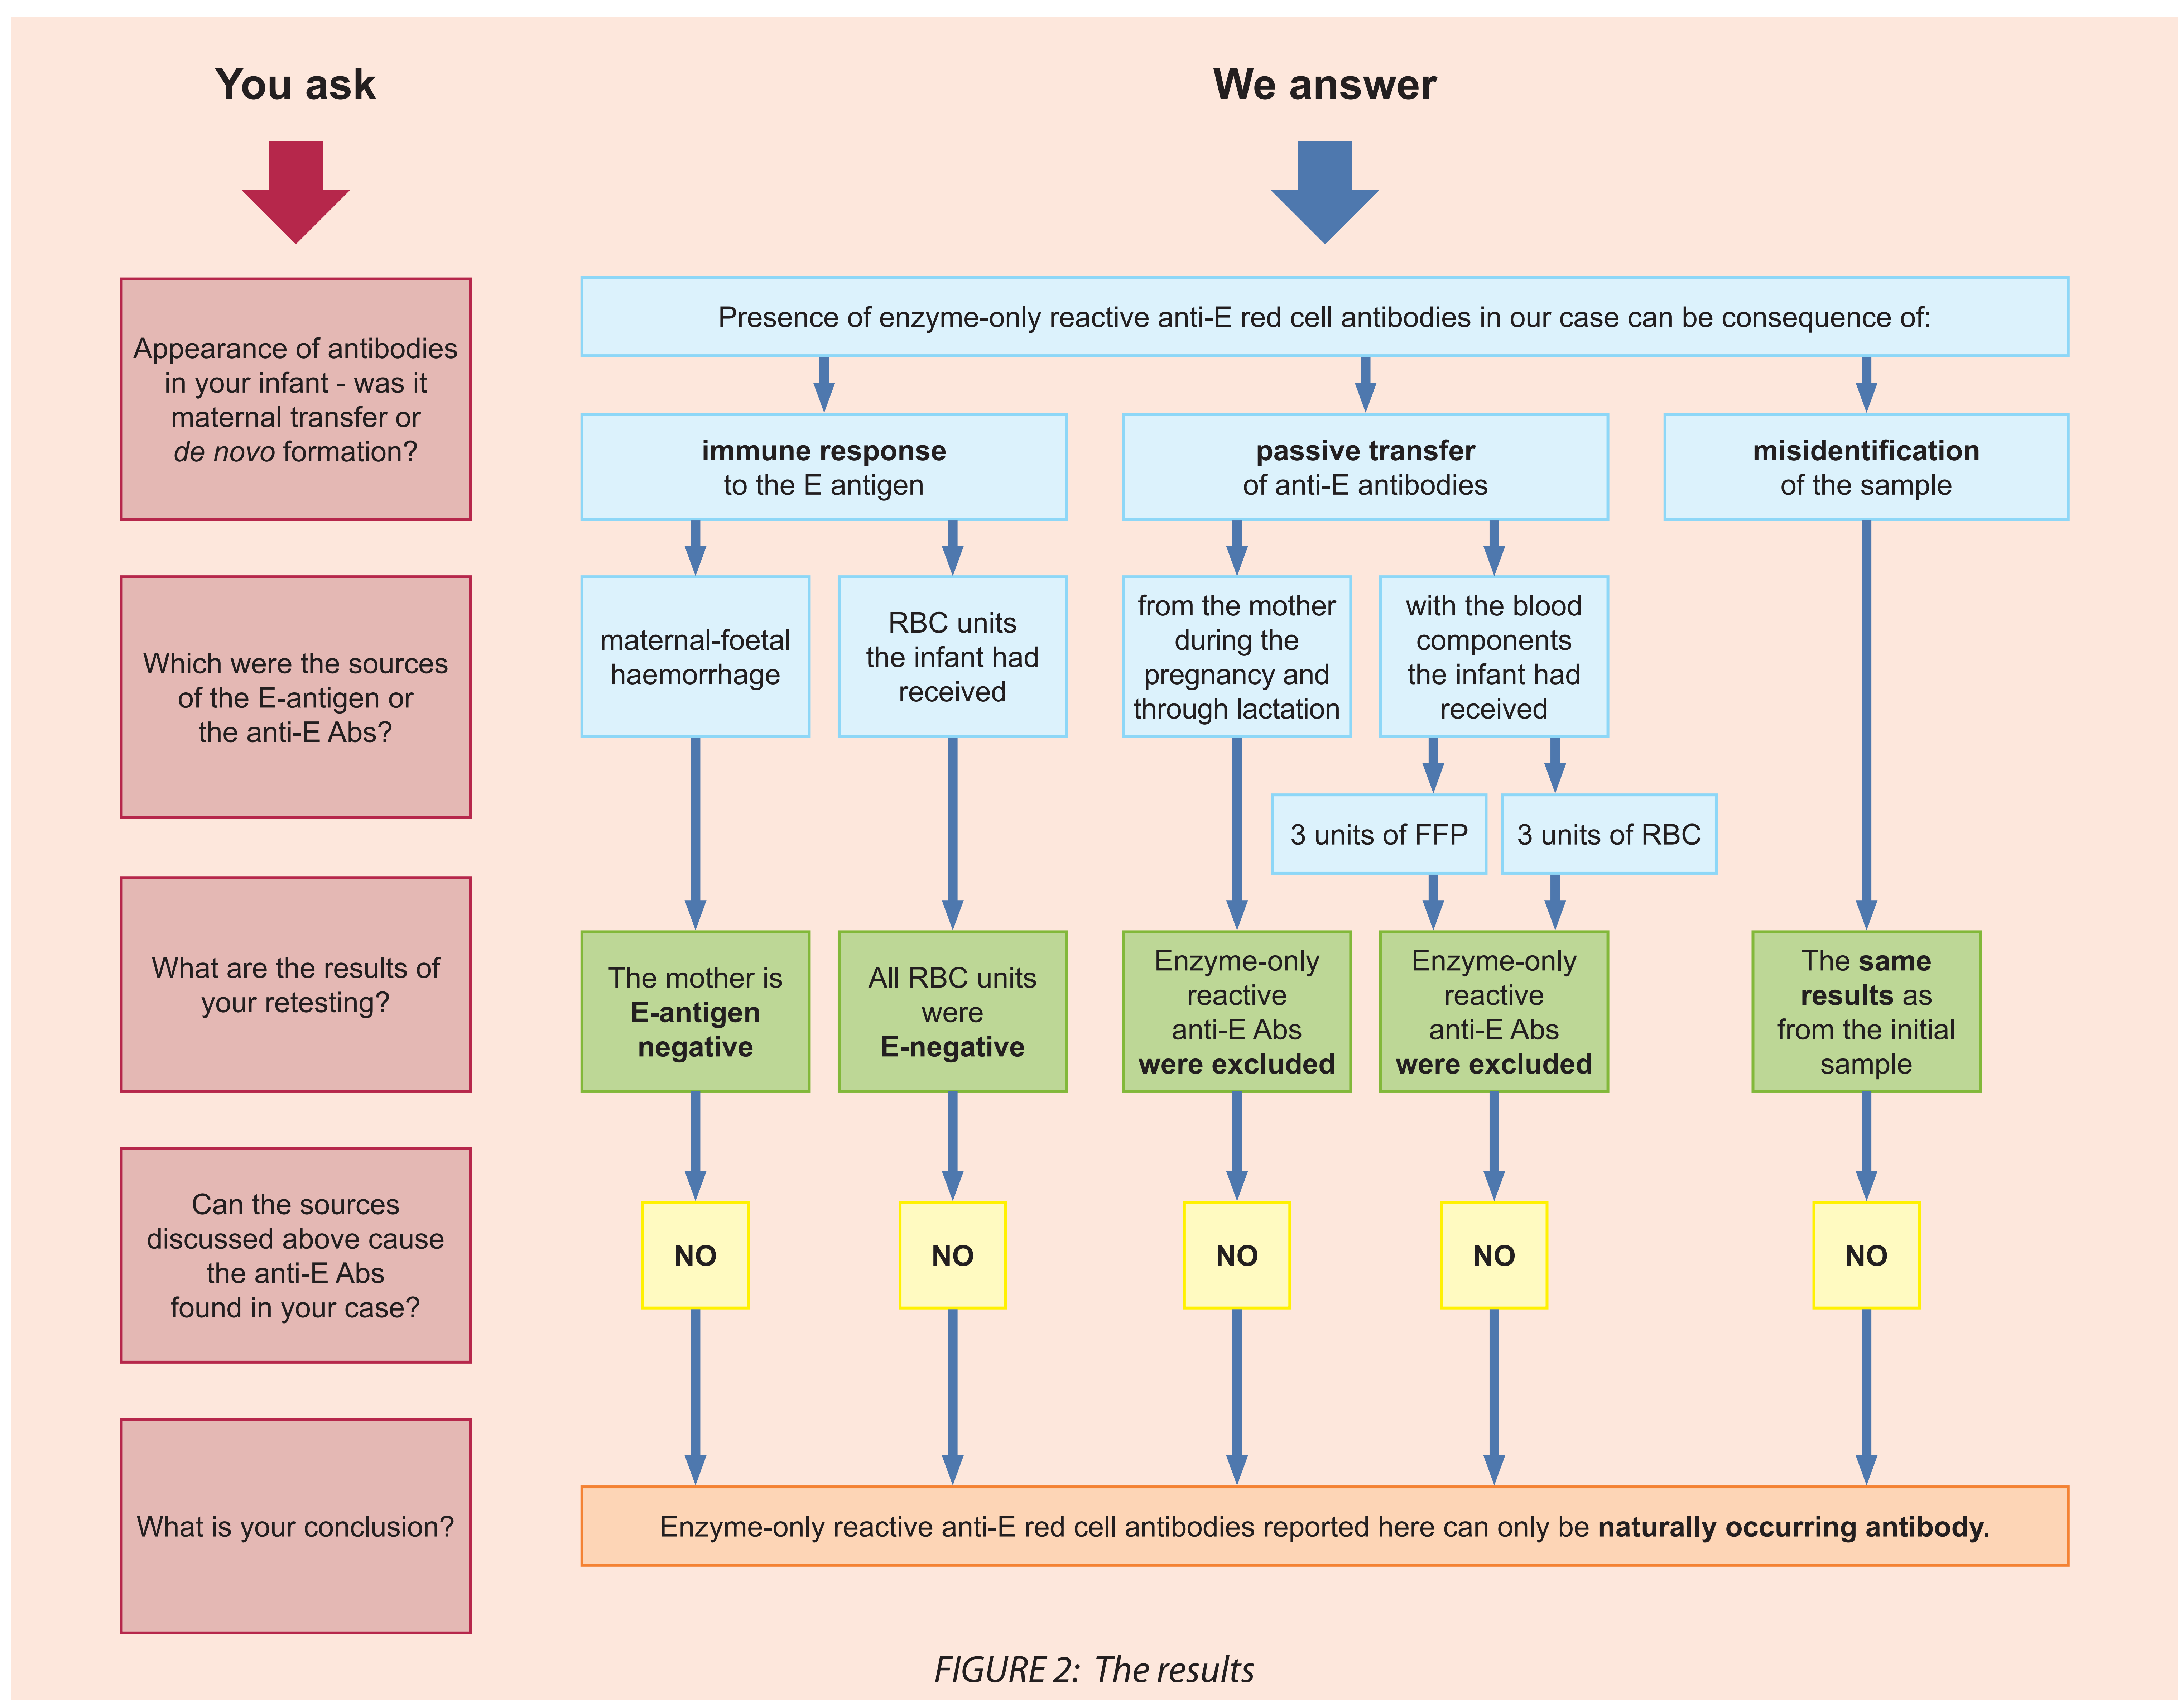 You ask
We answer
Appearance of antibodies
in your infant - was it
maternal transfer or
de novo formation?
Presence of enzyme-only reactive anti-E red cell antibodies in our case can be consequence of:
immune response
to the E antigen
passive transfer
of anti-E antibodies
misidentification
of the sample
Which were the sources
of the E-antigen or
the anti-E Abs?
maternal-foetal
haemorrhage
RBC units
the infant had
received
from the mother
during the
pregnancy and
through lactation
with the blood
components
the infant had
received
3 units of FFP
3 units of RBC
What are the results of
your retesting?
The mother is
E-antigen
negative
All RBC units
were
E-negative
Enzyme-only
reactive
anti-E Abs
were excluded
Enzyme-only
reactive
anti-E Abs
were excluded
The same
results as
from the initial
sample
Can the sources
discussed above cause
the anti-E Abs
found in your case?
NO
NO
NO
NO
NO
What is your conclusion?
Enzyme-only reactive anti-E red cell antibodies reported here can only be naturally occurring antibody.
FIGURE 2: The results